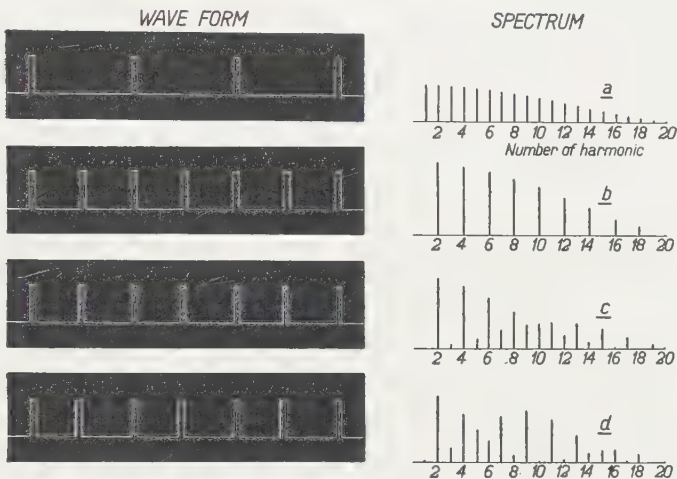 WAVE FORM
SPECTRUM
a
2 4 6 8 10 12 14 16 18 20
Number of harmonic
b
2 4 6 8 10 12 14 16 18 20
c
2 4 6 8 10 12 14 16 18 20
d
2 4 6 8 10 12 14 16 18 20